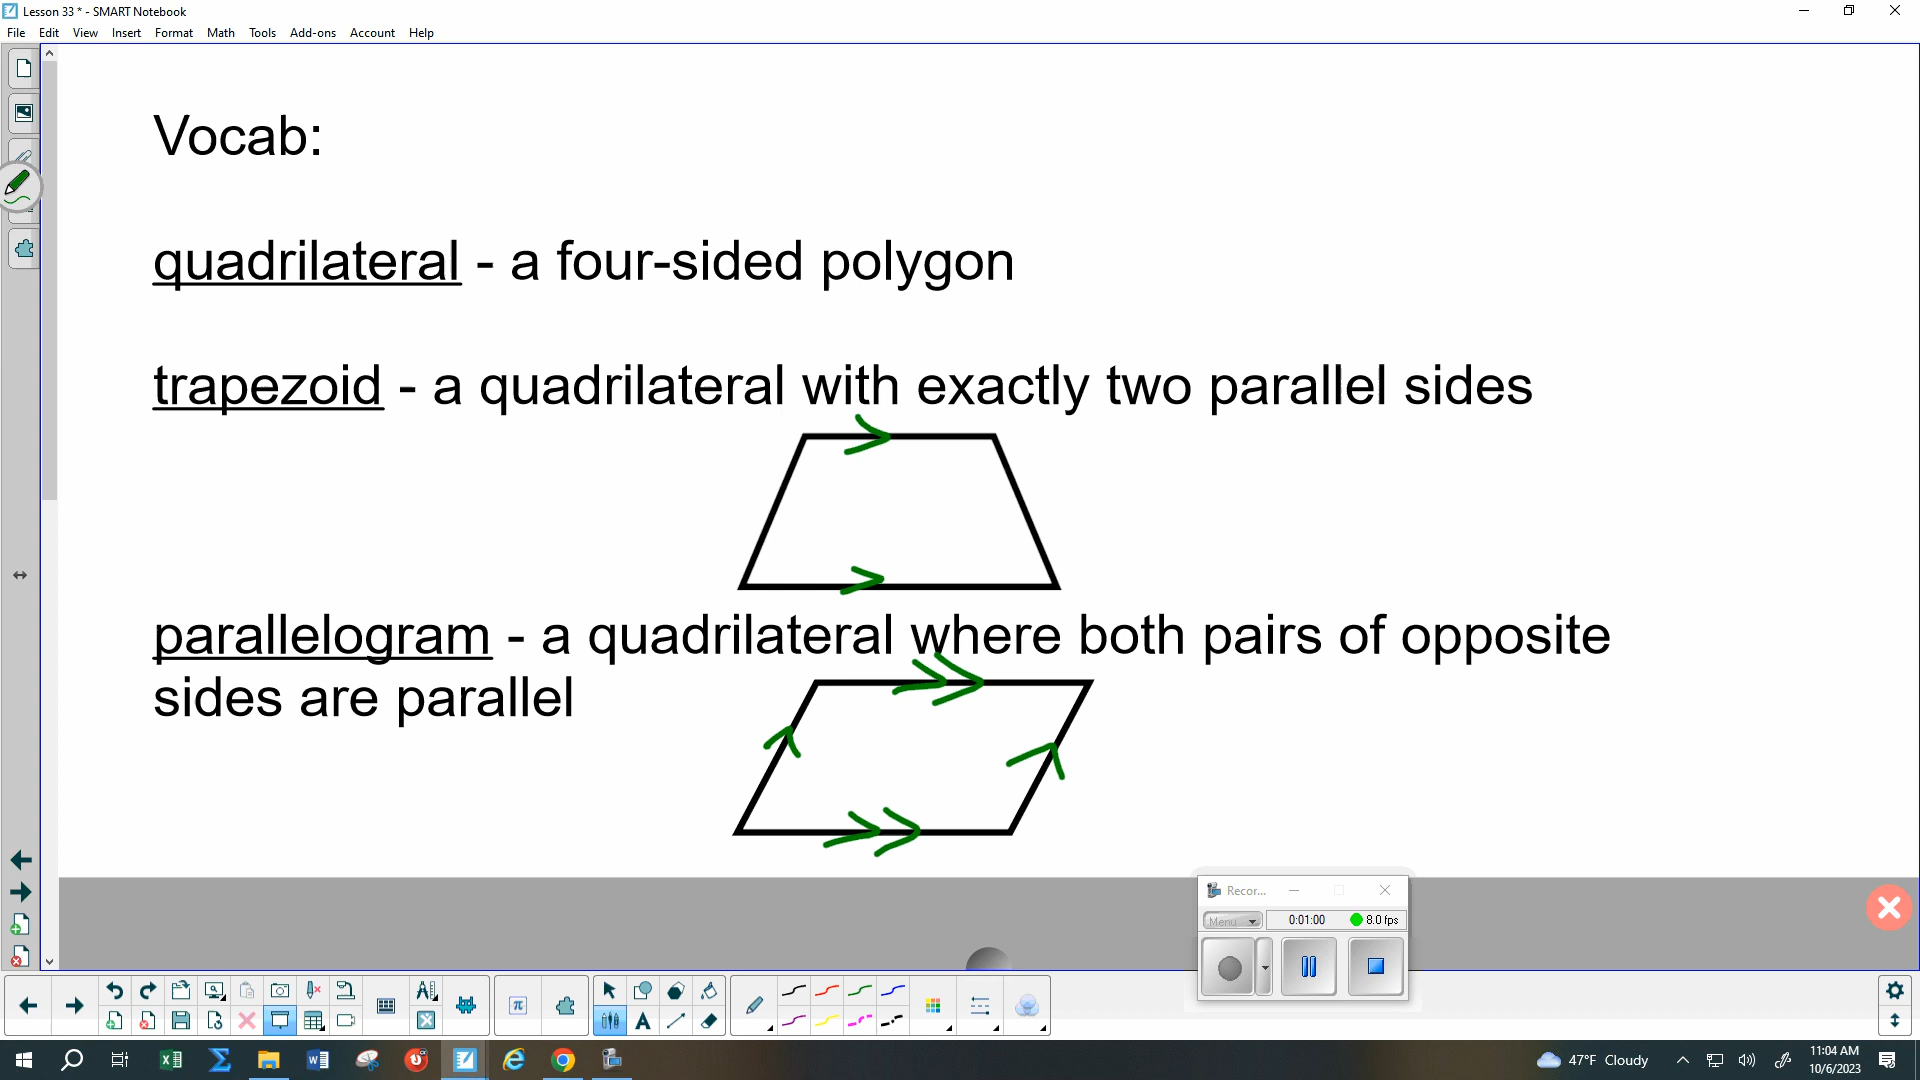 Lesson 33 * - SMART Notebook
File Edit View Insert Format Math Tools Add-ons Account Help
Vocab:
quadrilateral - a four-sided polygon
trapezoid - a quadrilateral with exactly two parallel sides
parallelogram - a quadrilateral where both pairs of opposite
sides are parallel
Recor...
Menu 0:01:00 8.0 fps
47°F Cloudy
11:04 AM
10/6/2023